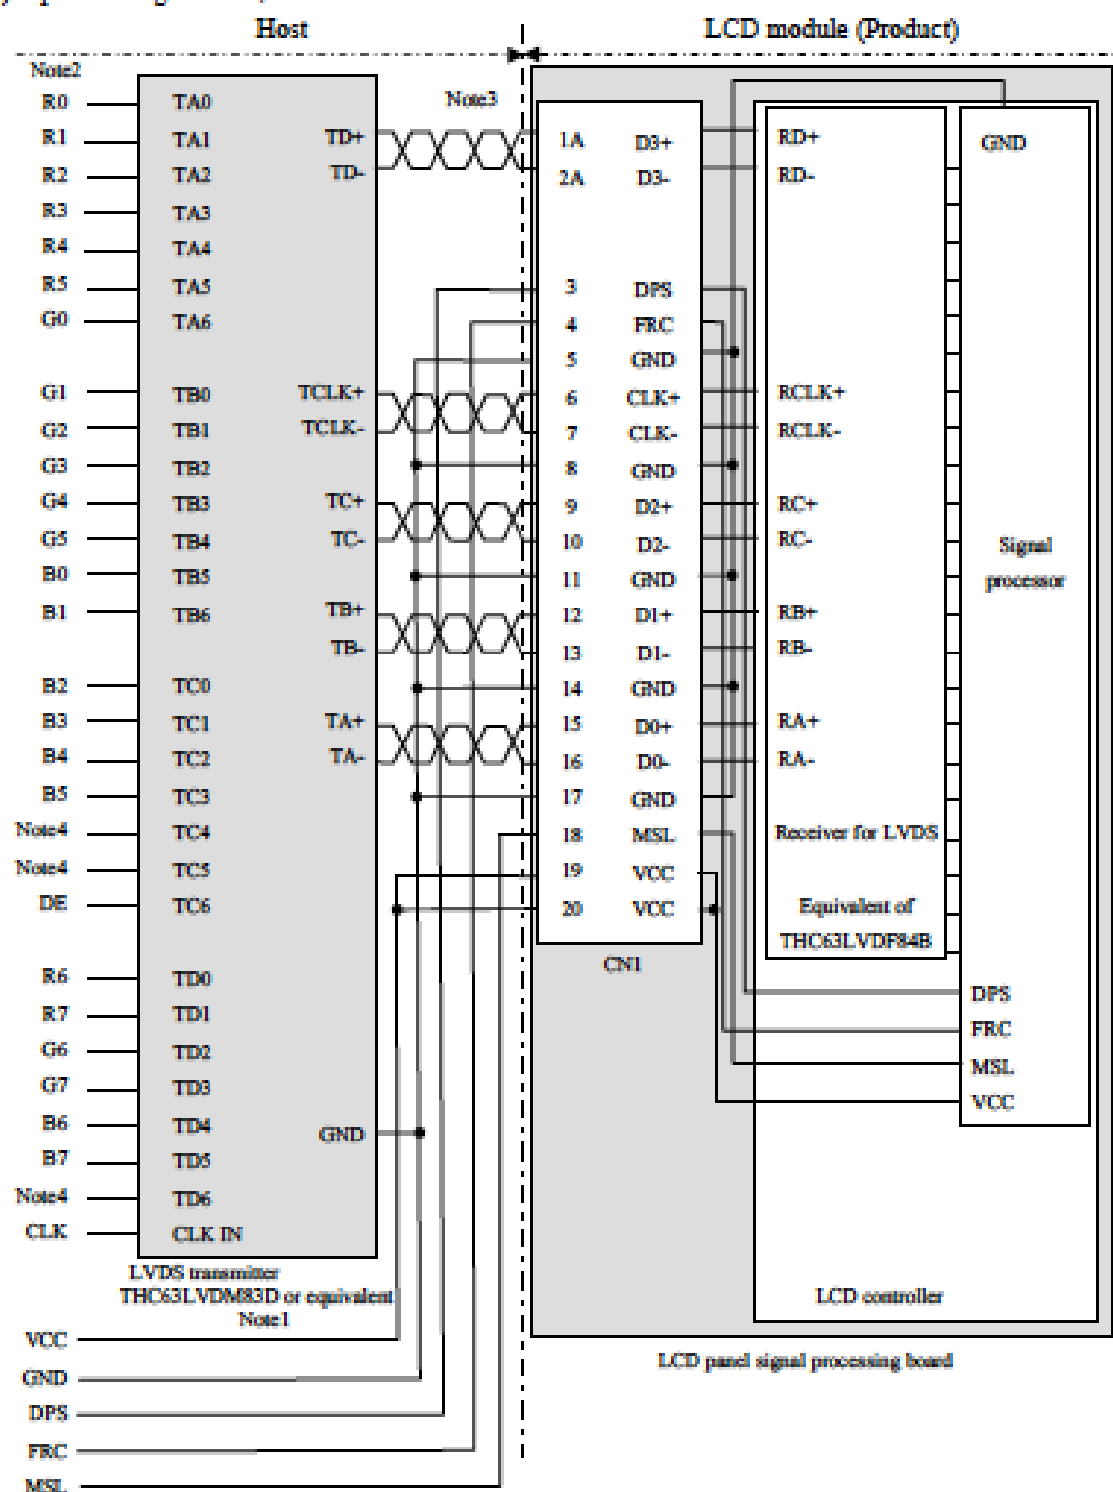 Host
LCD module (Product)
Note2
Note3
R0 TA0
R1 TA1 TD+ 1A D3+ RD+ GND
R2 TA2 TD- 2A D3- RD-
R3 TA3
R4 TA4
R5 TA5 3 DPS
G0 TA6 4 FRC
5 GND
G1 TB0 TCLK+ 6 CLK+ RCLK+
G2 TB1 TCLK- 7 CLK- RCLK-
G3 TB2 8 GND
G4 TB3 TC+ 9 D2+ RC+
G5 TB4 TC- 10 D2- RC- Signal
B0 TB5 11 GND processor
B1 TB6 TB+ 12 D1+ RB+
TB- 13 D1- RB-
B2 TC0 14 GND
B3 TC1 TA+ 15 D0+ RA+
B4 TC2 TA- 16 D0- RA-
B5 TC3 17 GND
Note4 TC4 18 MSL Receiver for LVDS
Note4 TC5 19 VCC
DE TC6 20 VCC Equivalent of
THC63LVDF84B
CN1
R6 TD0 DPS
R7 TD1 FRC
G6 TD2 MSL
G7 TD3 VCC
B6 TD4 GND
B7 TD5
Note4 TD6
CLK CLK IN
LVDS transmitter
THC63LVDM83D or equivalent
Note1
LCD controller
VCC
LCD panel signal processing board
GND
DPS
FRC
MSL